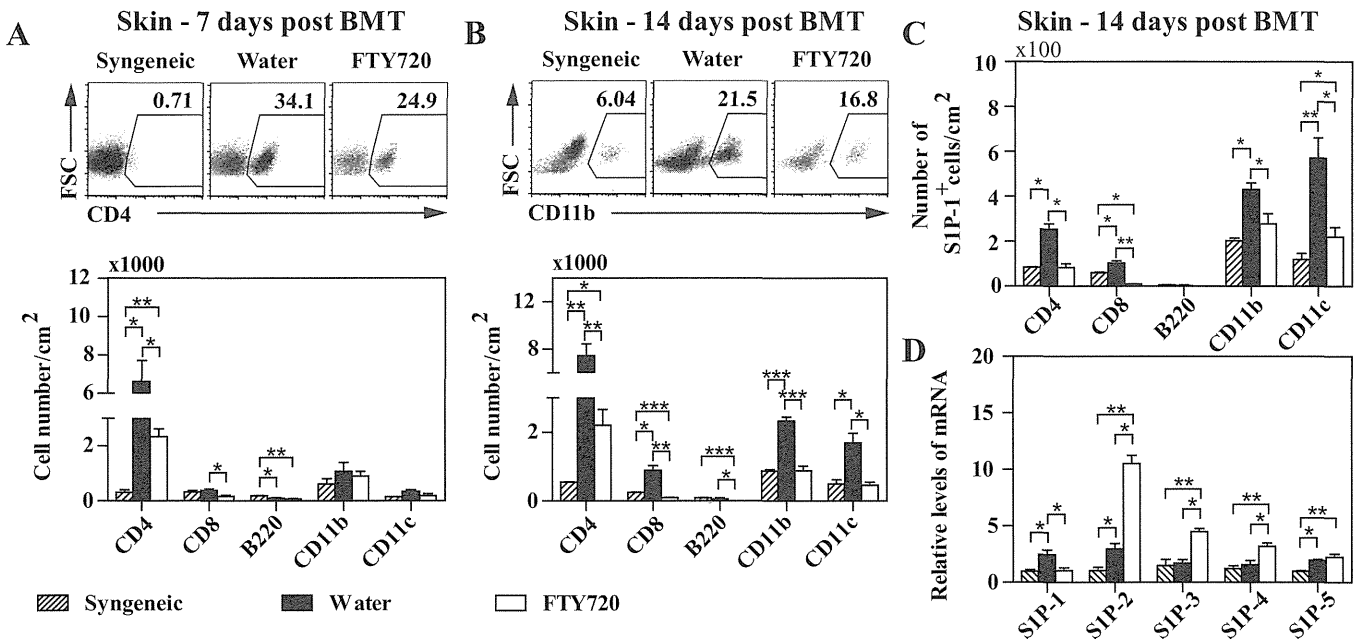 A
Skin - 7 days post BMT
Syngeneic
Water
FTY720
0.71
34.1
24.9
FSC
CD4
x1000
12
10
8
6
2
0
Cell number/cm2
** 
*
*
*
**
*
CD4
CD8
B220
CD11b
CD11c
B
Skin - 14 days post BMT
Syngeneic
Water
FTY720
6.04
21.5
16.8
FSC
CD11b
x1000
12
8
4
2
0
Cell number/cm2
*
**
**
***
*
**
***
*
***
***
*
*
CD4
CD8
B220
CD11b
CD11c
C
Skin - 14 days post BMT
x100
10
8
6
4
2
0
Number of
S1P-1+cells/cm2
*
*
*
*
**
*
*
*
*
**
CD4
CD8
B220
CD11b
CD11c
D
20
15
10
5
0
Relative levels of mRNA
*
*
**
*
*
**
*
**
*
**
*
S1P-1
S1P-2
S1P-3
S1P-4
S1P-5
Syngeneic
Water
FTY720